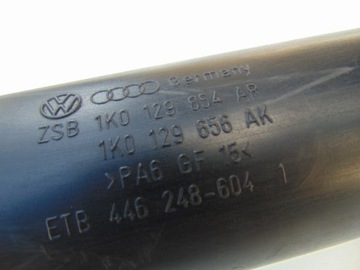 Germany
ZSB 1K0 129 654 AR
1K0 129 656 AK
>PA6 GF 15<
ETB 446 248-604 1